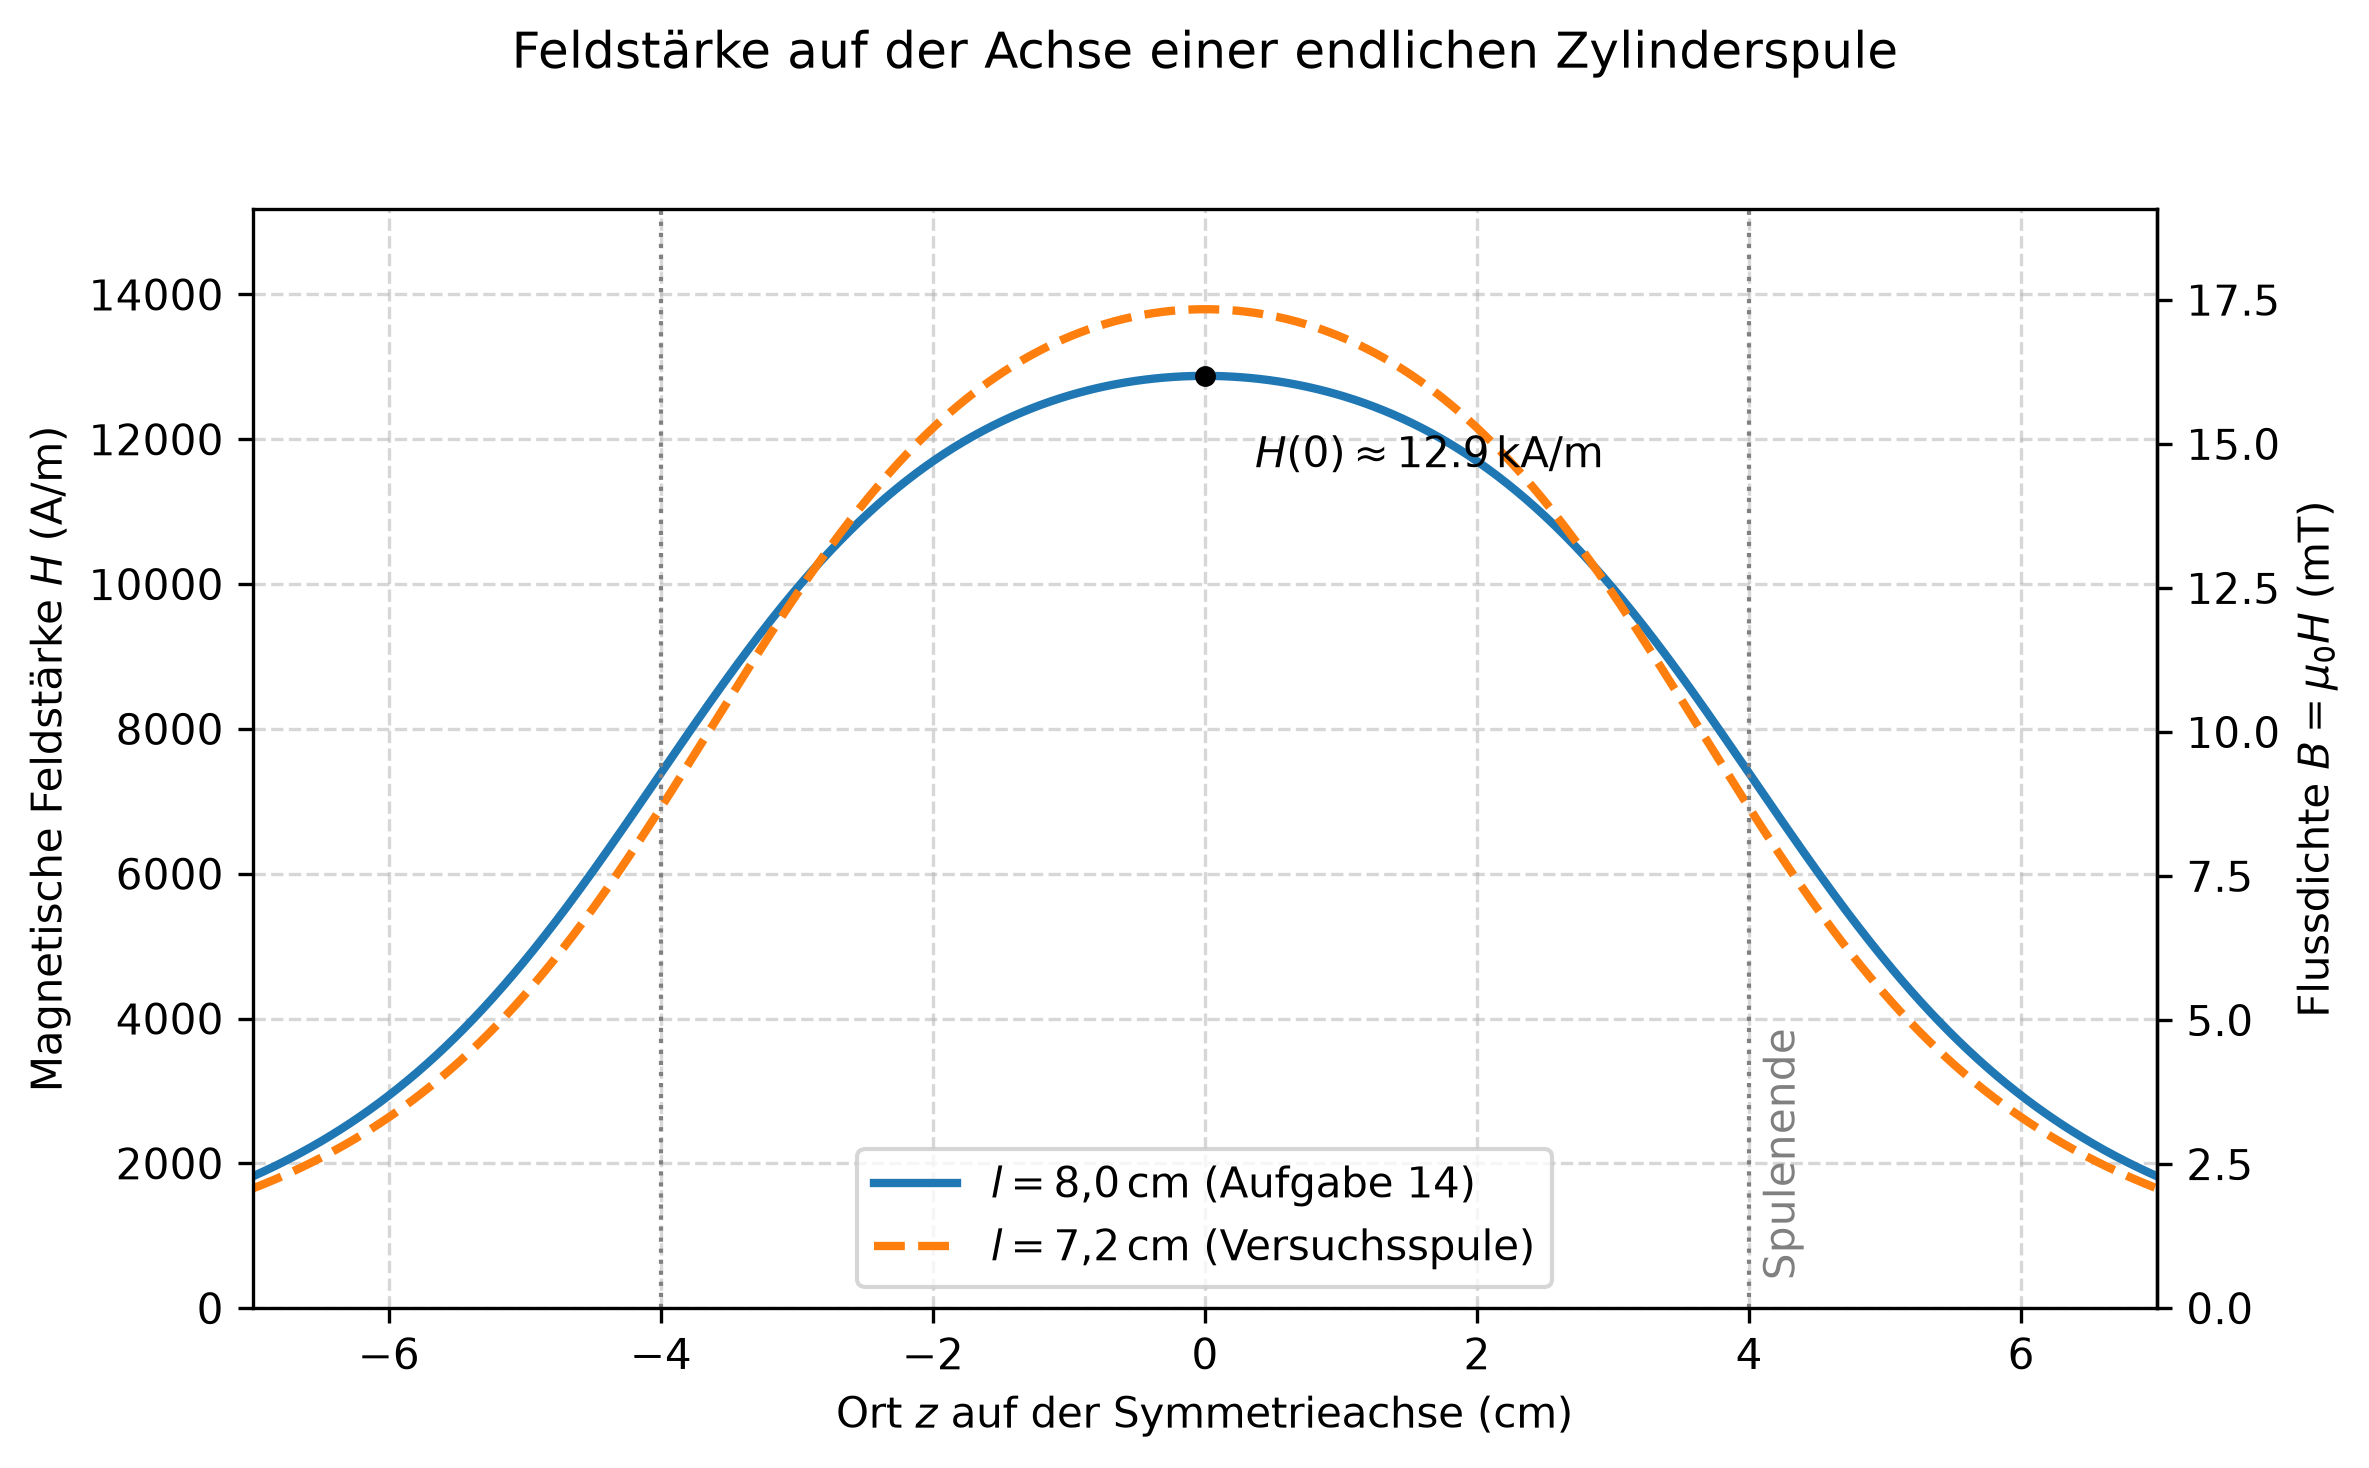 Feldstärke auf der Achse einer endlichen Zylinderspule
Magnetische Feldstärke H (A/m)
14000
12000
10000
8000
6000
4000
2000
0
H(0) ≈ 12.9 kA/m
Spulenende
l = 8,0 cm (Aufgabe 14)
l = 7,2 cm (Versuchsspule)
17.5
15.0
12.5
10.0
7.5
5.0
2.5
0.0
Flussdichte B = μ₀H (mT)
−6 −4 −2 0 2 4 6
Ort z auf der Symmetrieachse (cm)